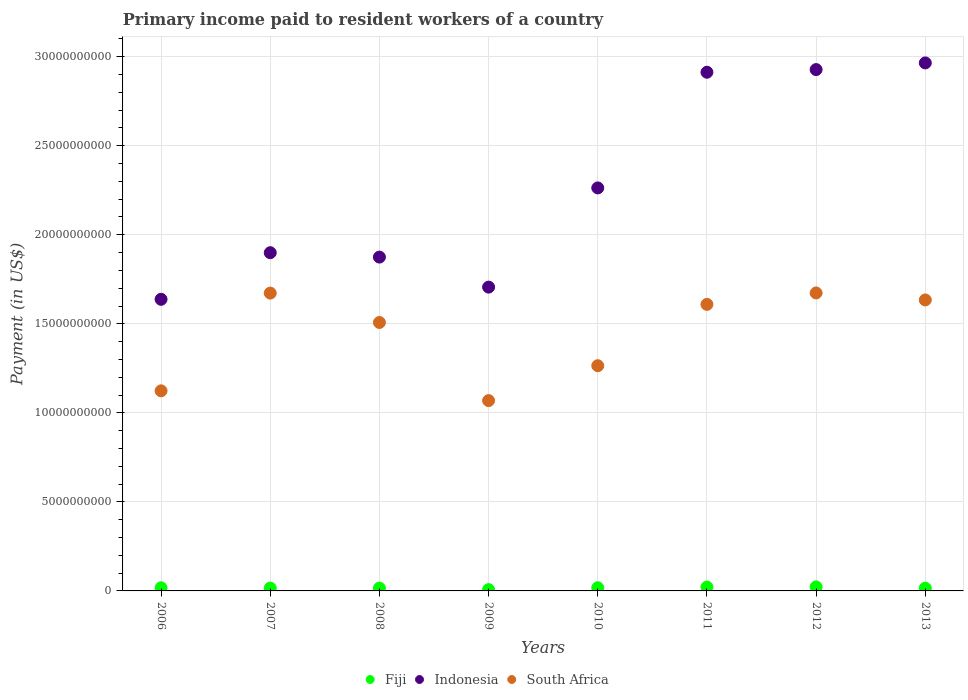 Primary income paid to resident workers of a country
Payment (in US$)
30000000000
25000000000
20000000000
15000000000
10000000000
5000000000
0
2006
2007
2008
2009
2010
2011
2012
2013
Years
Fiji
Indonesia
South Africa